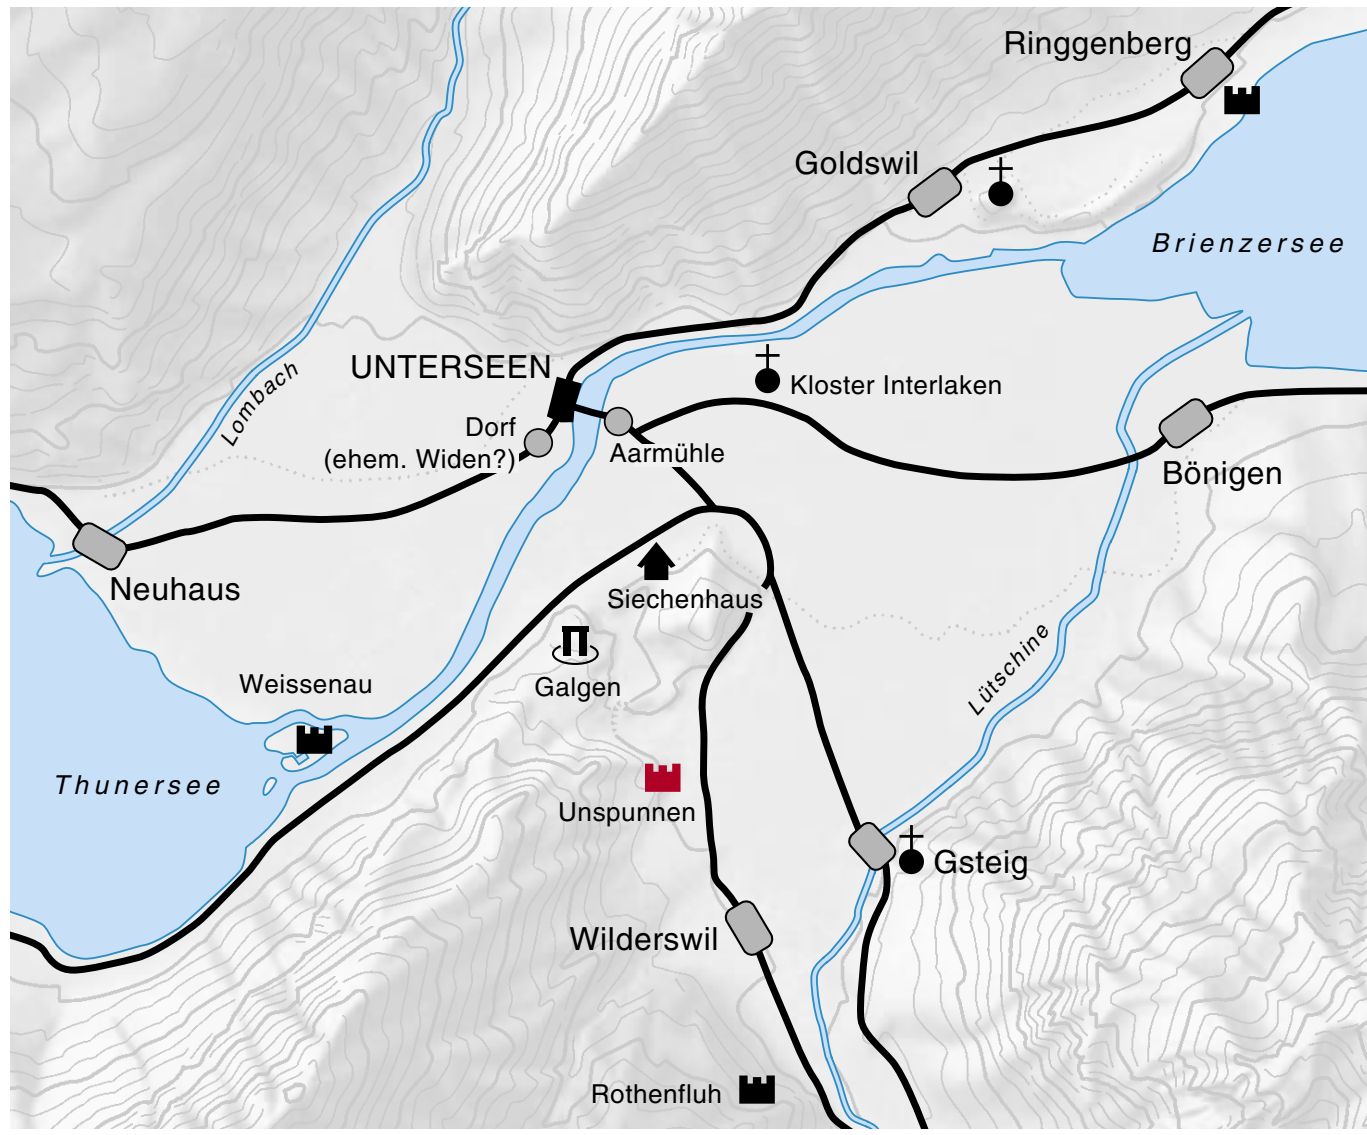 Ringgenberg
Goldswil
Brienzersee
UNTERSEEN
Lombach
Kloster Interlaken
Dorf
(ehem. Widen?)
Aarmühle
Bönigen
Neuhaus
Siechenhaus
Lütschine
Weissenau
Galgen
Thunersee
Unspunnen
Gsteig
Wilderswil
Rothenfluh